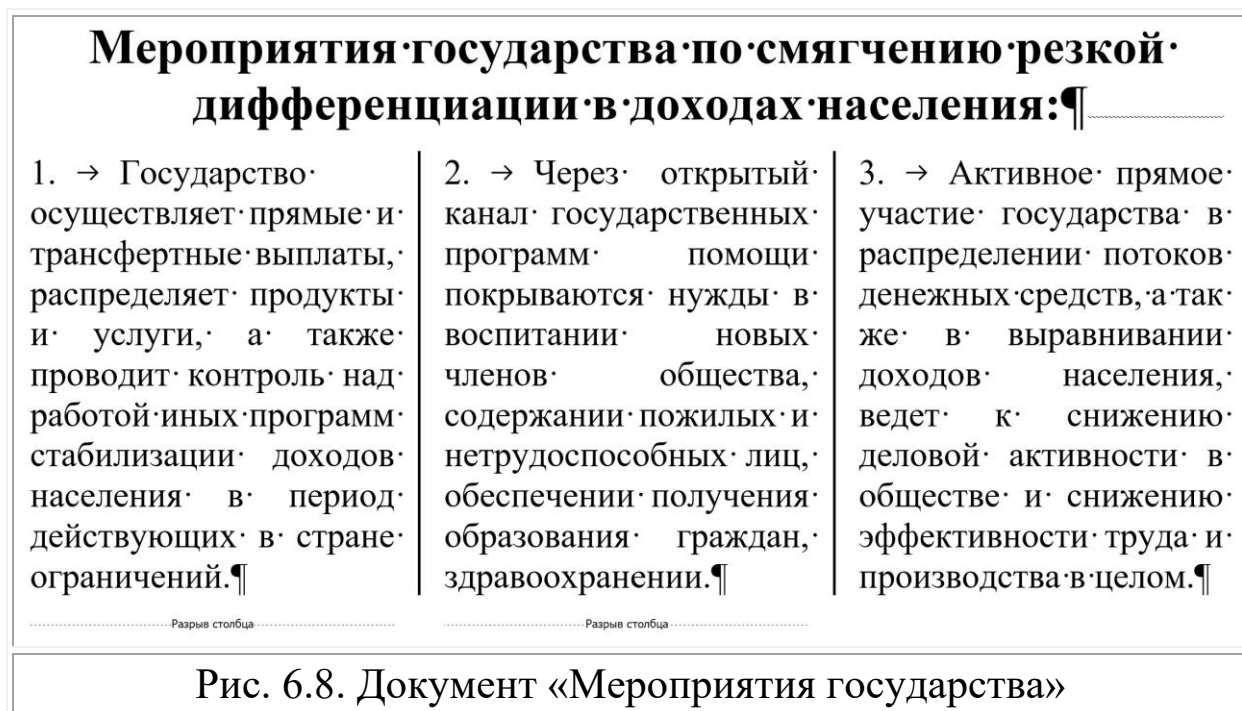 Мероприятия·государства·по·смягчению·резкой·
дифференциации·в·доходах·населения:¶
1. → Государство·
осуществляет·прямые·и·
трансфертные·выплаты,·
распределяет· продукты·
и· услуги,· а· также·
проводит· контроль· над·
работой·иных·программ·
стабилизации· доходов·
населения· в· период·
действующих· в· стране·
ограничений.¶
Разрыв столбца
2. → Через· открытый·
канал· государственных·
программ· помощи·
покрываются· нужды· в·
воспитании· новых·
членов· общества,·
содержании· пожилых· и·
нетрудоспособных· лиц,·
обеспечении· получения·
образования· граждан,·
здравоохранении.¶
Разрыв столбца
3. → Активное· прямое·
участие· государства· в·
распределении· потоков·
денежных·средств,·а·так·
же· в· выравнивании·
доходов· населения,·
ведет· к· снижению·
деловой· активности· в·
обществе· и· снижению·
эффективности· труда· и·
производства·в·целом.¶
Рис. 6.8. Документ «Мероприятия государства»